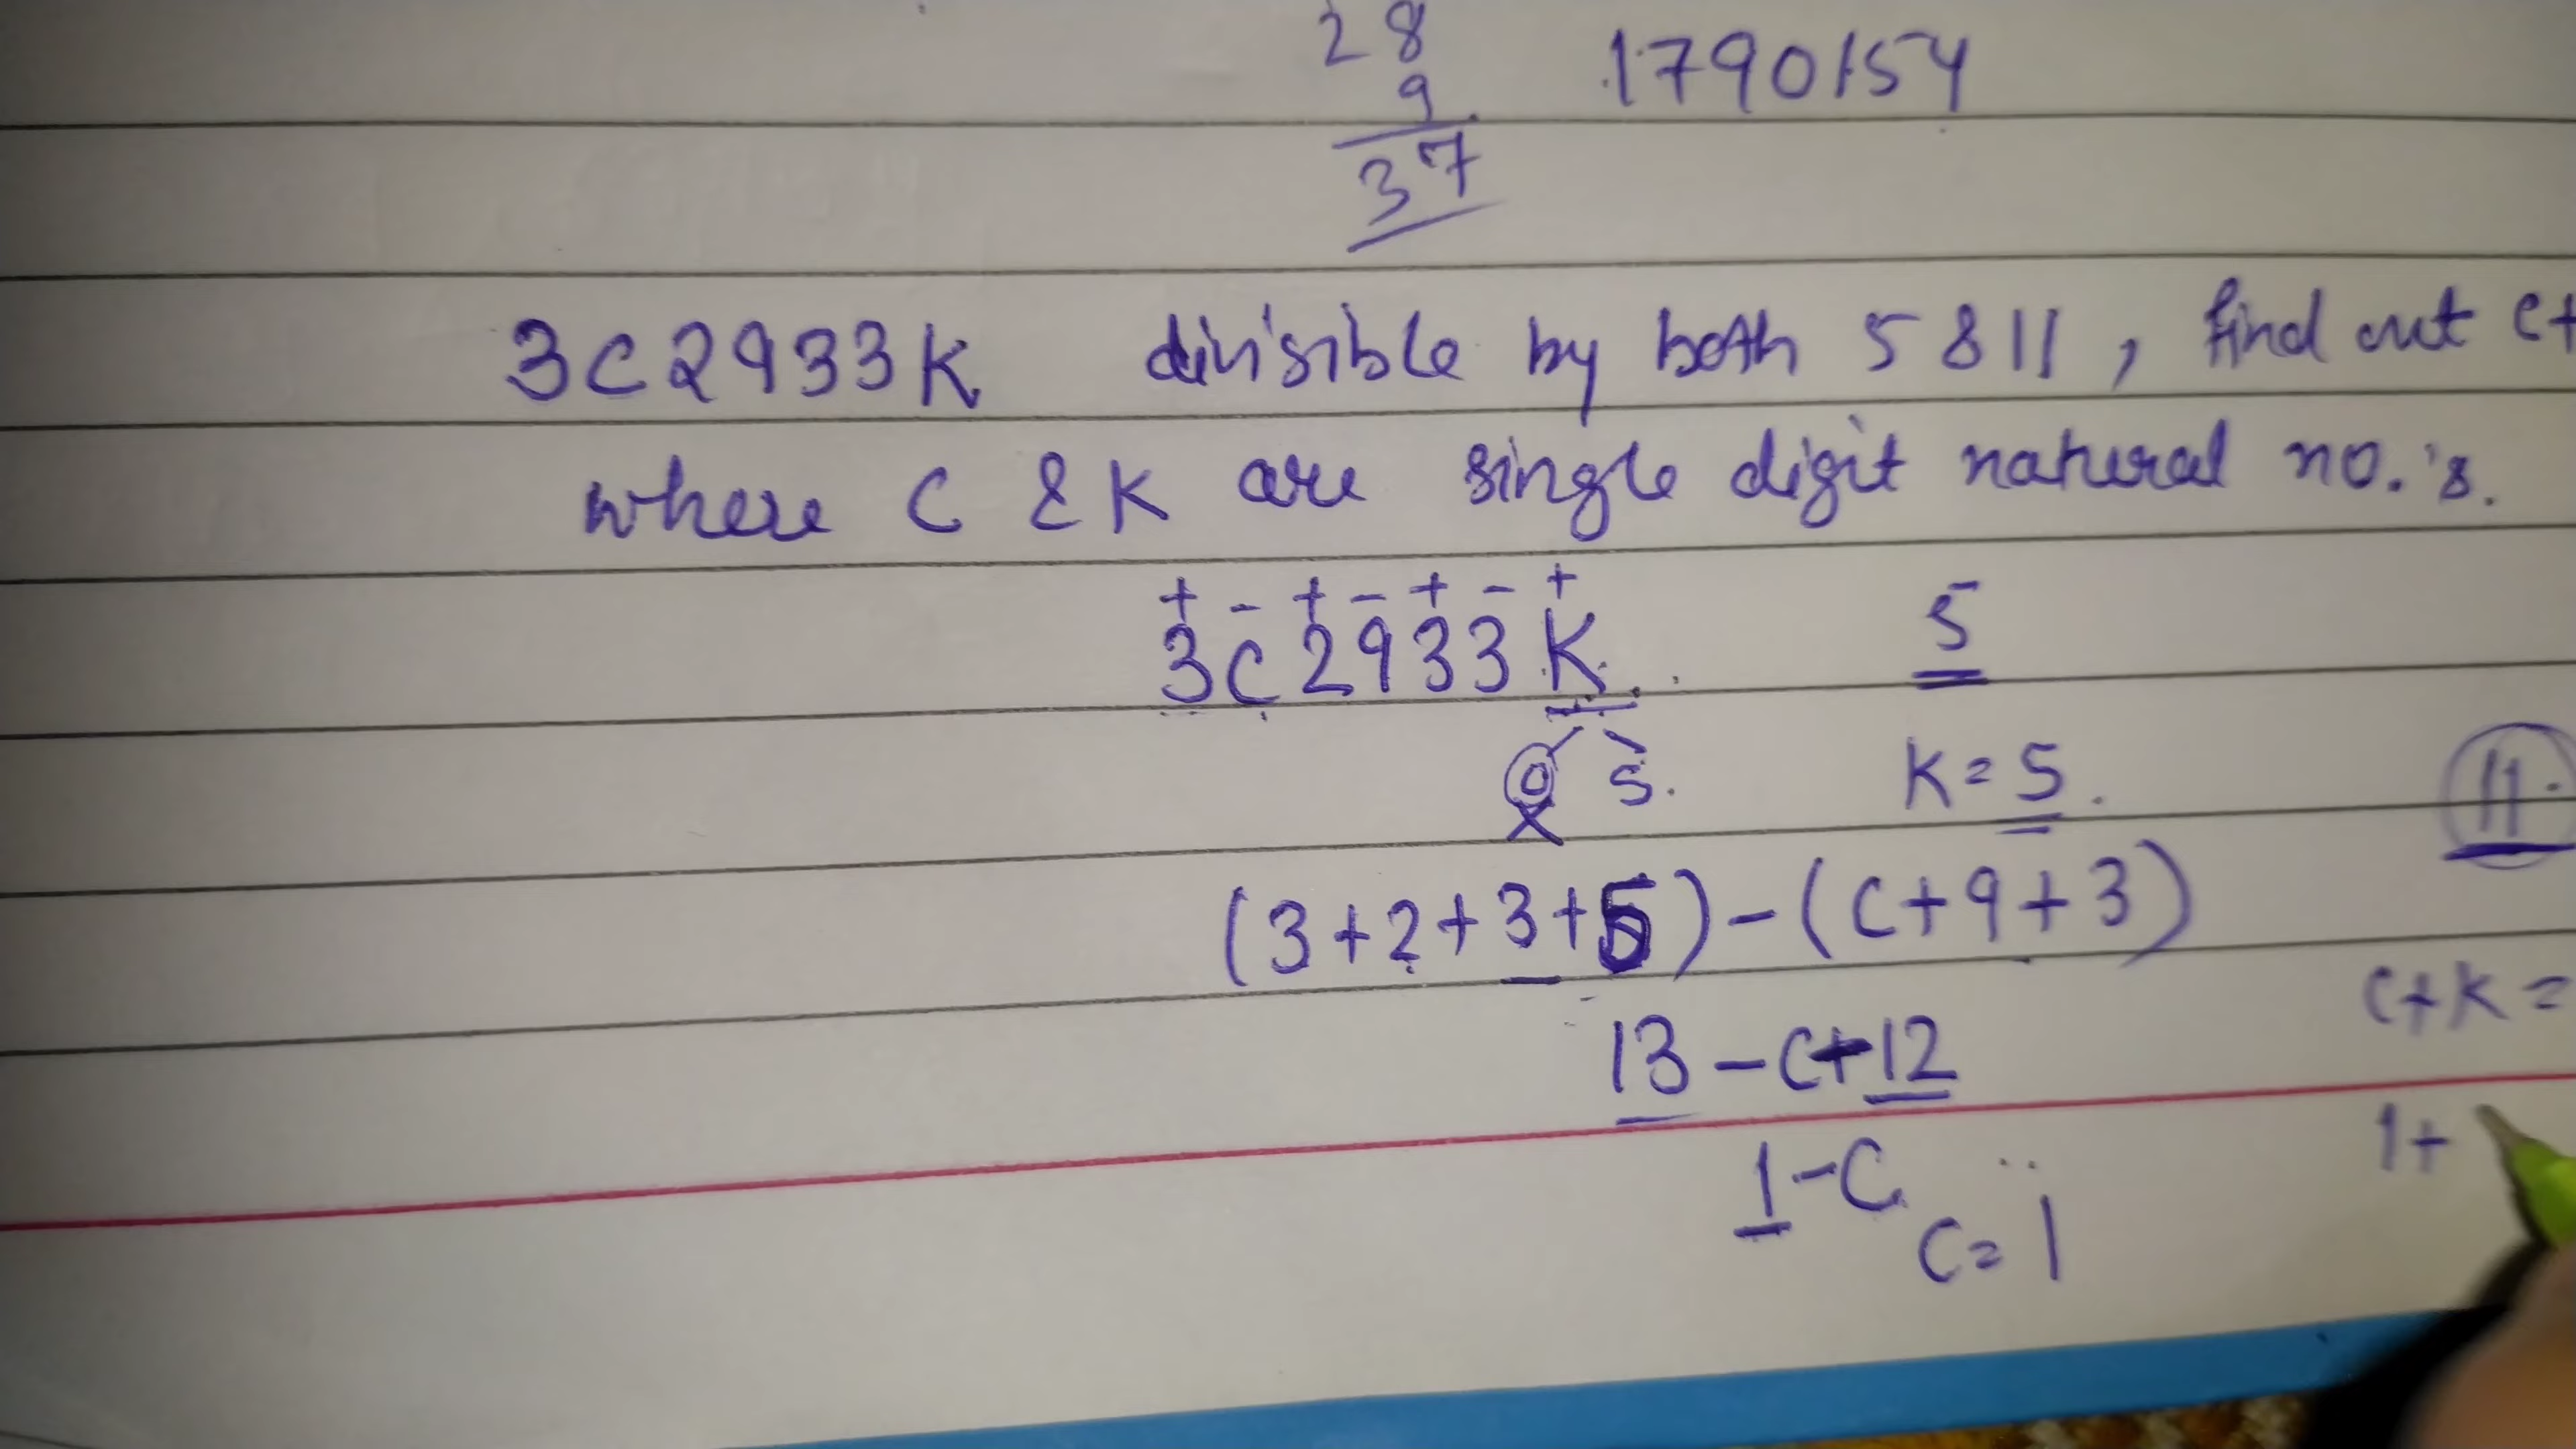 28
9
37
1790154
3C2933K divisible by both 5 & 11, find out C+
where C & K are single digit natural no.'s.
+ - + - + - +
3C2933K
5
0 5.
K=5.
11.
(3+2+3+5)-(C+9+3)
C+K=
13-C-12
1+
1-C
C=1